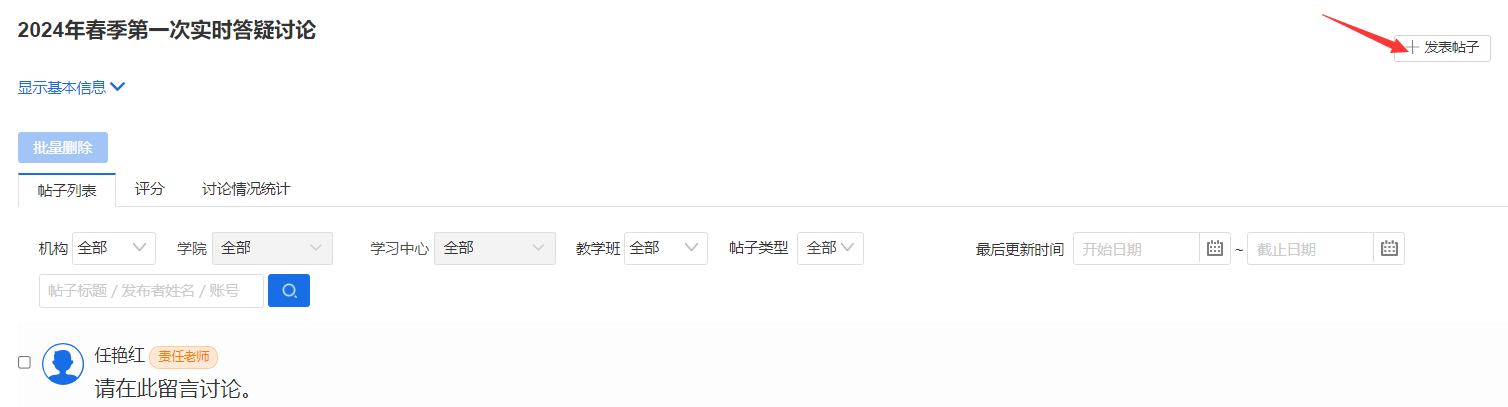 2024年春季第一次实时答疑讨论
发表帖子
显示基本信息
批量删除
帖子列表 评分 讨论情况统计
机构 全部 学院 全部 学习中心 全部 教学班 全部 帖子类型 全部 最后更新时间 开始日期 ~ 截止日期
帖子标题 / 发布者姓名 / 账号
任艳红 责任老师
请在此留言讨论。